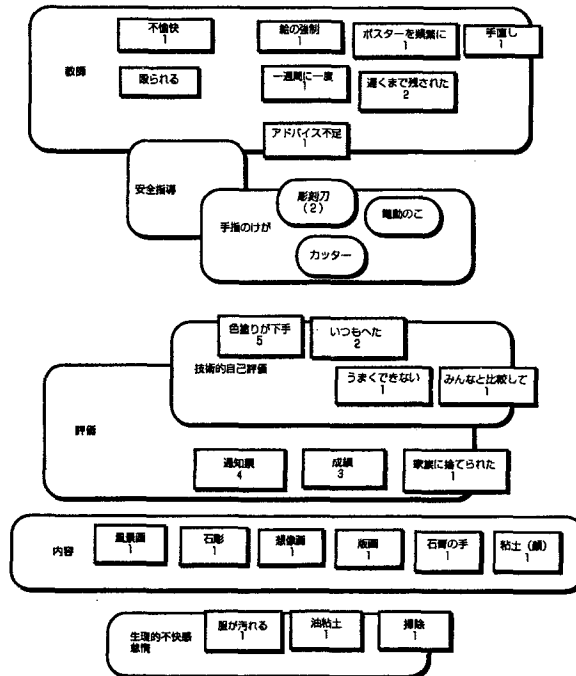 不愉快
1
絵の強制
1
ポスターを頻繁に
1
手直し
1
教師
限られる
一週間に一度
1
遅くまで残された
2
アドバイス不足
1
安全指導
手指のけが
彫刻刀
(2)
電動のこ
カッター
色塗りが下手
5
いつもへた
2
技術的自己評価
うまくできない
1
みんなと比較して
1
評価
通知票
4
成績
3
家族に捨てられた
1
内容
風景画
1
石彫
1
想像画
1
版画
1
石膏の手
1
粘土(顔)
1
生理的不快感
怠惰
服が汚れる
1
油粘土
1
掃除
1